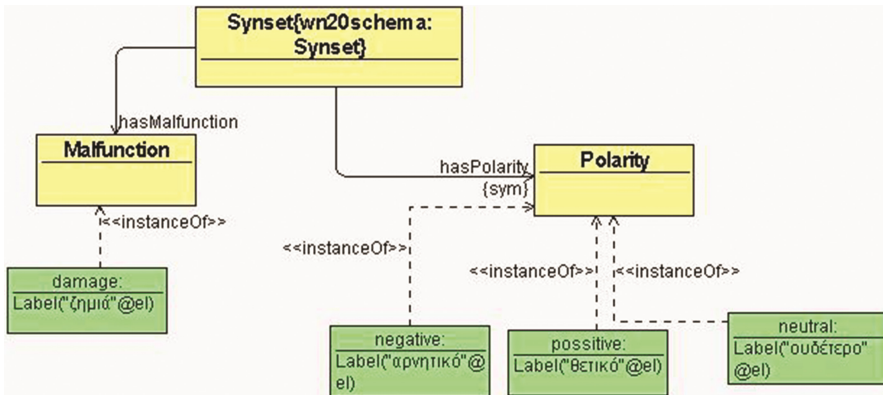 Synset{wn20schema:
Synset}
hasMalfunction
Malfunction
hasPolarity
{sym}
Polarity
<<instanceOf>>
<<instanceOf>>
<<instanceOf>>
<<instanceOf>>
damage:
Label("ζημιά"@el)
negative:
Label("αρνητικό"@
el)
possitive:
Label("θετικό"@el)
neutral:
Label("ουδέτερο"
@el)